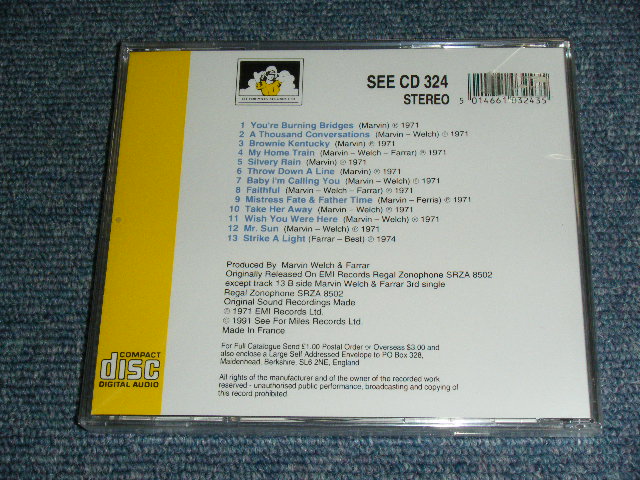 SEE FOR MILES RECORDS LTD
SEE CD 324
STEREO
5 014661 032435
1 You're Burning Bridges (Marvin) ℗ 1971
2 A Thousand Conversations (Marvin – Welch) ℗ 1971
3 Brownie Kentucky (Marvin) ℗ 1971
4 My Home Train (Marvin – Welch – Farrar) ℗ 1971
5 Silvery Rain (Marvin) ℗ 1971
6 Throw Down A Line (Marvin) ℗ 1971
7 Baby I'm Calling You (Marvin – Welch) ℗ 1971
8 Faithful (Marvin – Welch – Farrar) ℗ 1971
9 Mistress Fate & Father Time (Marvin – Ferris) ℗ 1971
10 Take Her Away (Marvin – Welch) ℗ 1971
11 Wish You Were Here (Marvin – Welch) ℗ 1971
12 Mr. Sun (Marvin – Welch) ℗ 1971
13 Strike A Light (Farrar – Best) ℗ 1974
Produced By Marvin Welch & Farrar
Originally Released On EMI Records Regal Zonophone SRZA 8502
except track 13 B side Marvin Welch & Farrar 3rd single
Regal Zonophone SRZA 8502
Original Sound Recordings Made
℗ 1971 EMI Records Ltd.
© 1991 See For Miles Records Ltd.
Made In France
For Full Catalogue Send £1.00 Postal Order or Overseas $3.00 and
also enclose a Large Self Addressed Envelope to PO Box 328,
Maidenhead, Berkshire, SL6 2NE, England
All rights of the manufacturer and of the owner of the recorded work
reserved - unauthorised public performance, broadcasting and copying of
this record prohibited.
COMPACT
disc
DIGITAL AUDIO